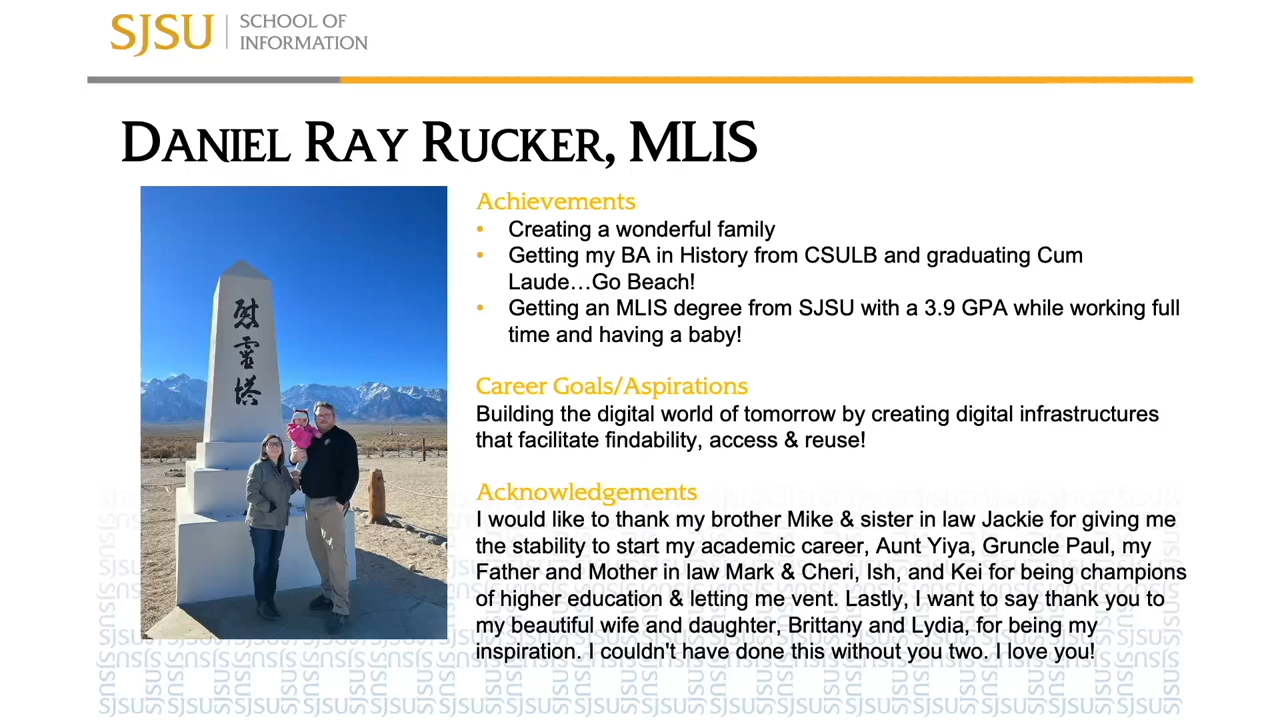 SJSU
SCHOOL OF
INFORMATION
DANIEL RAY RUCKER, MLIS
慰
霊
塔
Achievements
• Creating a wonderful family
• Getting my BA in History from CSULB and graduating Cum
Laude…Go Beach!
• Getting an MLIS degree from SJSU with a 3.9 GPA while working full
time and having a baby!
Career Goals/Aspirations
Building the digital world of tomorrow by creating digital infrastructures
that facilitate findability, access & reuse!
Acknowledgements
I would like to thank my brother Mike & sister in law Jackie for giving me
the stability to start my academic career, Aunt Yiya, Gruncle Paul, my
Father and Mother in law Mark & Cheri, Ish, and Kei for being champions
of higher education & letting me vent. Lastly, I want to say thank you to
my beautiful wife and daughter, Brittany and Lydia, for being my
inspiration. I couldn't have done this without you two. I love you!